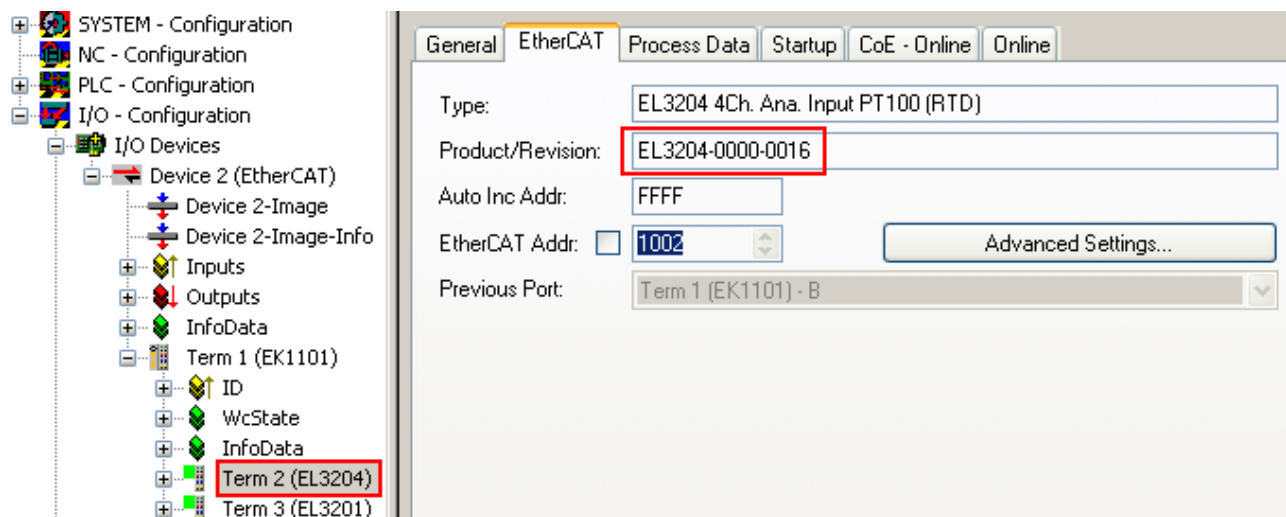 SYSTEM - Configuration
NC - Configuration
PLC - Configuration
I/O - Configuration
I/O Devices
Device 2 (EtherCAT)
Device 2-Image
Device 2-Image-Info
Inputs
Outputs
InfoData
Term 1 (EK1101)
ID
WcState
InfoData
Term 2 (EL3204)
Term 3 (EL3201)
General EtherCAT Process Data Startup CoE - Online Online
Type: EL3204 4Ch. Ana. Input PT100 (RTD)
Product/Revision: EL3204-0000-0016
Auto Inc Addr: FFFF
EtherCAT Addr: 1002 Advanced Settings...
Previous Port: Term 1 (EK1101) - B